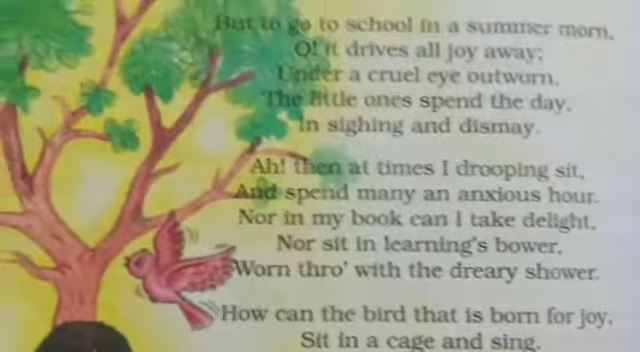 But to go to school in a summer morn,
O! it drives all joy away;
Under a cruel eye outworn,
The little ones spend the day,
In sighing and dismay.
Ah! then at times I drooping sit,
And spend many an anxious hour.
Nor in my book can I take delight,
Nor sit in learning's bower,
Worn thro' with the dreary shower.
How can the bird that is born for joy,
Sit in a cage and sing.